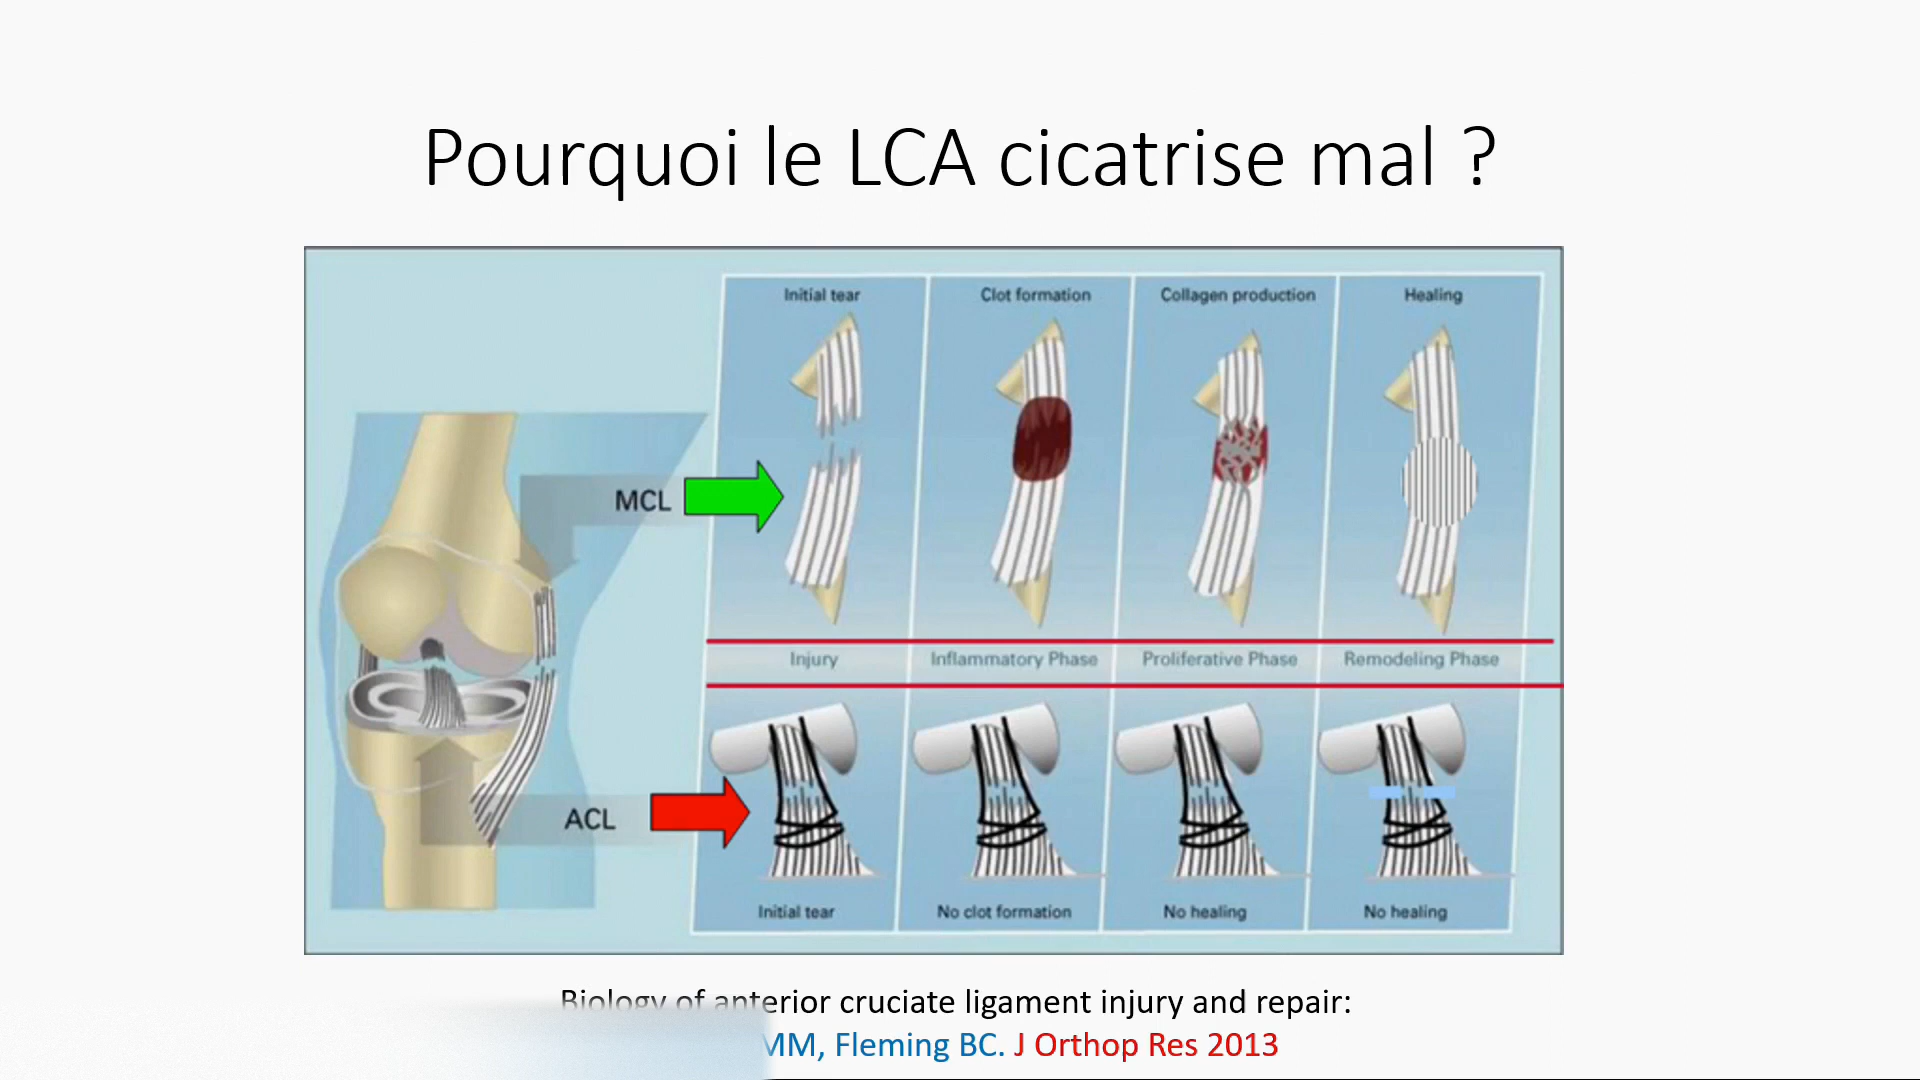 Pourquoi le LCA cicatrise mal ?
Initial tear
Clot formation
Collagen production
Healing
MCL
Injury
Inflammatory Phase
Proliferative Phase
Remodeling Phase
ACL
Initial tear
No clot formation
No healing
No healing
Biology of anterior cruciate ligament injury and repair:
MM, Fleming BC. J Orthop Res 2013